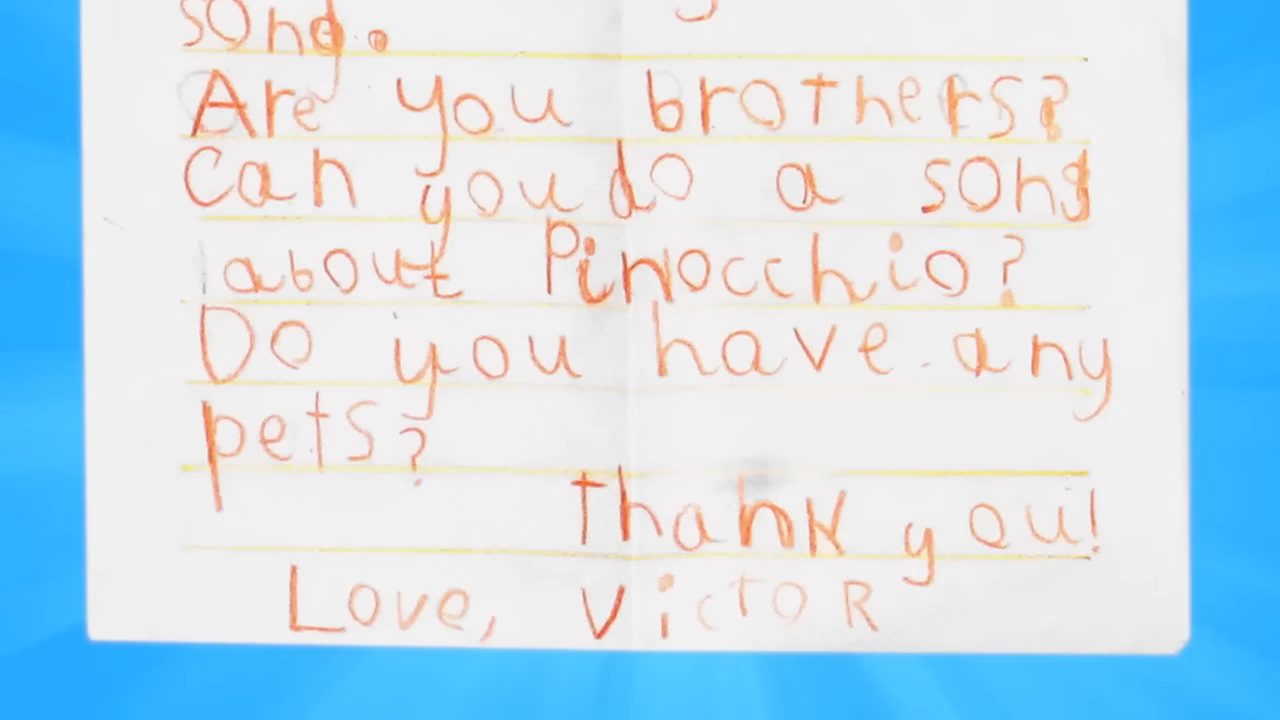 song.
Are you brothers?
Can you do a song
about Pinocchio?
Do you have any
pets?
Thank you!
Love, Victor